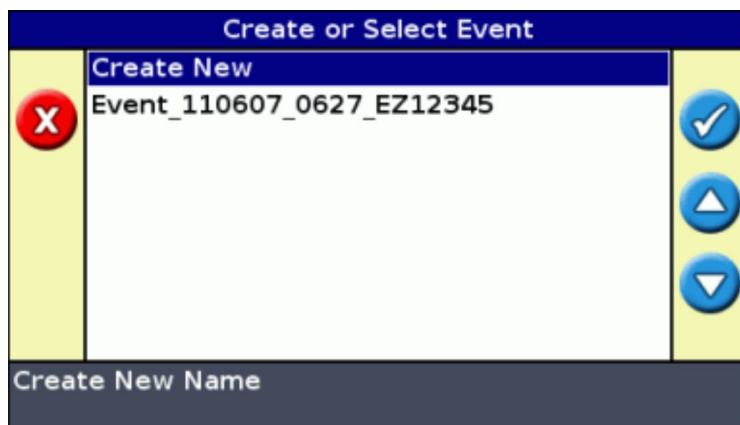 Create or Select Event
Create New
Event_110607_0627_EZ12345
X
Create New Name